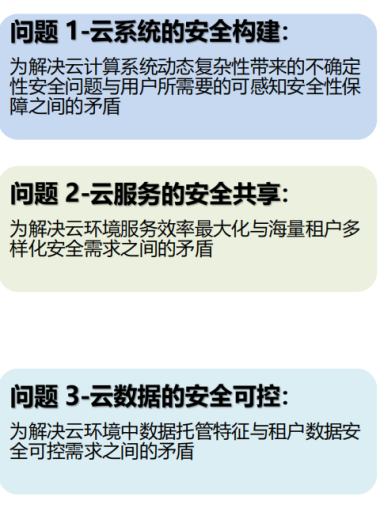 问题 1-云系统的安全构建：
为解决云计算系统动态复杂性带来的不确定
性安全问题与用户所需要的可感知安全性保
障之间的矛盾
问题 2-云服务的安全共享：
为解决云环境服务效率最大化与海量租户多
样化安全需求之间的矛盾
问题 3-云数据的安全可控：
为解决云环境中数据托管特征与租户数据安
全可控需求之间的矛盾